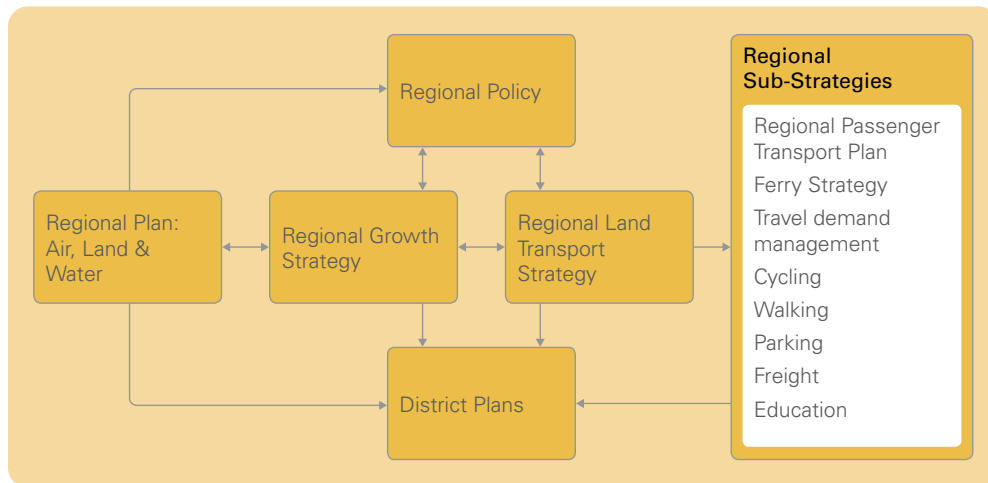 Regional Policy
Regional Plan:
Air, Land &
Water
Regional Growth
Strategy
Regional Land
Transport
Strategy
District Plans
Regional
Sub-Strategies
Regional Passenger
Transport Plan
Ferry Strategy
Travel demand
management
Cycling
Walking
Parking
Freight
Education